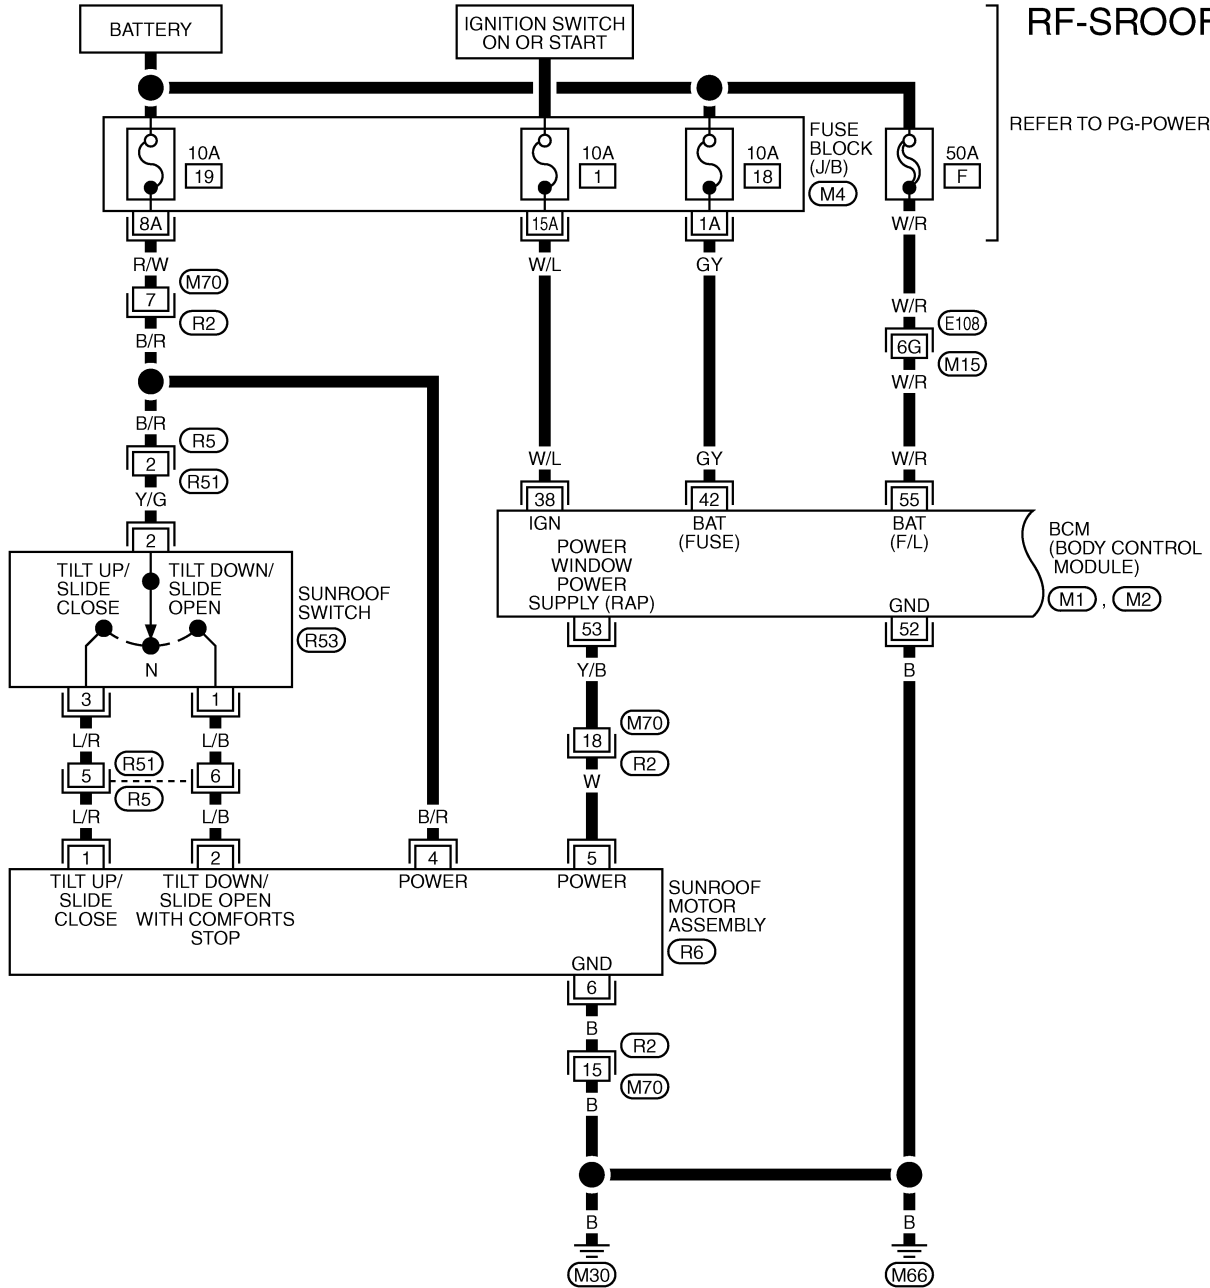 RF-SROOF
BATTERY
IGNITION SWITCH
ON OR START
REFER TO PG-POWER
10A
19
10A
1
10A
18
FUSE
BLOCK
(J/B)
M4
50A
F
8A
15A
1A
W/R
R/W
W/L
GY
M70
7
R2
W/R
E108
6G
M15
B/R
W/R
B/R
R5
2
R51
W/L
GY
W/R
Y/G
38
42
55
2
IGN
BAT
(FUSE)
BAT
(F/L)
BCM
(BODY CONTROL
MODULE)
M1 , M2
POWER
WINDOW
POWER
SUPPLY (RAP)
GND
TILT UP/
SLIDE
CLOSE
TILT DOWN/
SLIDE
OPEN
N
SUNROOF
SWITCH
R53
53
52
Y/B
B
3
1
L/R
L/B
M70
18
R2
R51
5
6
R5
W
L/R
L/B
B/R
1
2
4
5
TILT UP/
SLIDE
CLOSE
TILT DOWN/
SLIDE OPEN
WITH COMFORTS
STOP
POWER
POWER
SUNROOF
MOTOR
ASSEMBLY
R6
GND
6
B
R2
15
M70
B
B
B
M30
M66